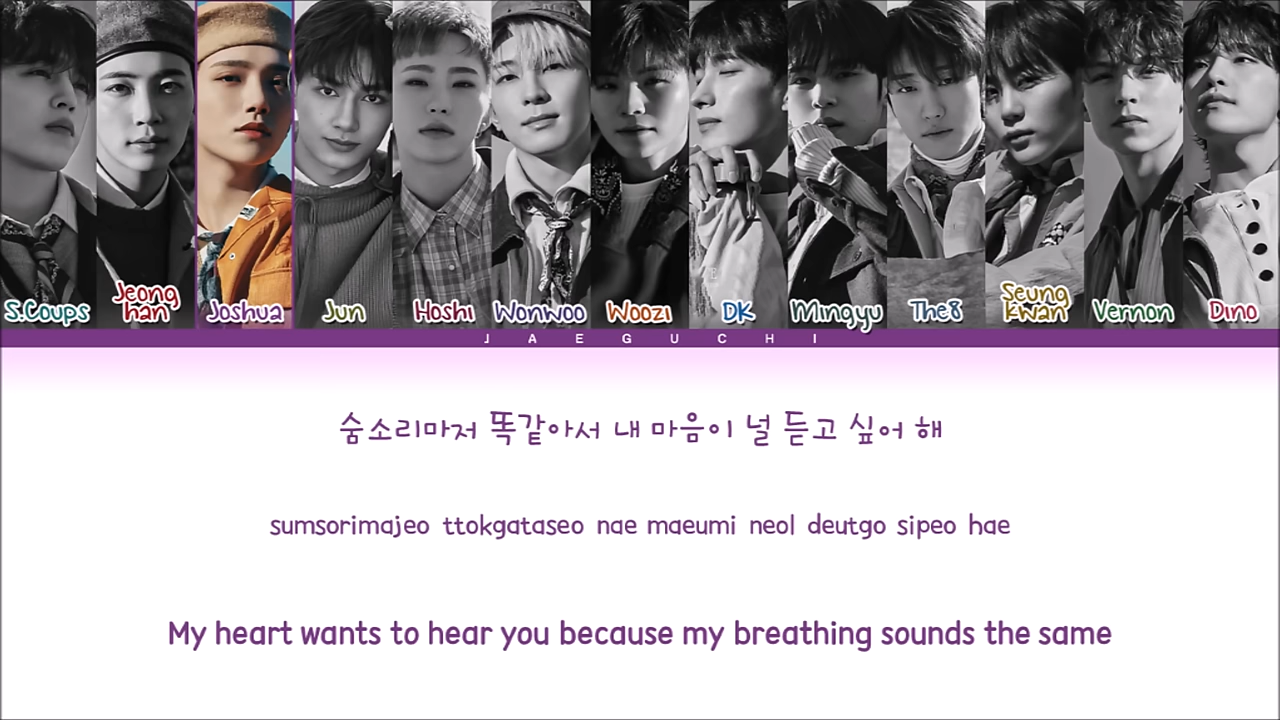 S.Coups
Jeong
han
Joshua
Jun
Hoshi
Wonwoo
Woozi
DK
Mingyu
The8
Seung
kwan
Vernon
Dino
JAEGUCHI
숨소리마저 똑같아서 내 마음이 널 듣고 싶어 해
sumsorimajeo ttokgataseo nae maeumi neol deutgo sipeo hae
My heart wants to hear you because my breathing sounds the same